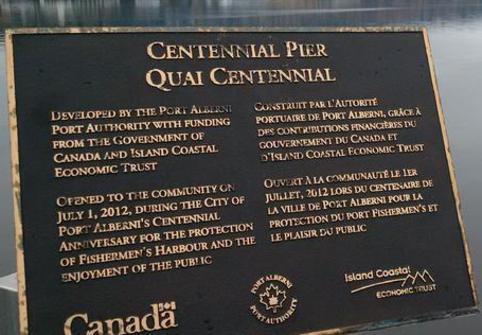 CENTENNIAL PIER
QUAI CENTENNIAL
DEVELOPED BY THE PORT ALBERNI
PORT AUTHORITY WITH FUNDING
FROM THE GOVERNMENT OF
CANADA AND ISLAND COASTAL
ECONOMIC TRUST
OPENED TO THE COMMUNITY ON
JULY 1, 2012, DURING THE CITY OF
PORT ALBERNI'S CENTENNIAL
ANNIVERSARY FOR THE PROTECTION
OF FISHERMEN'S HARBOUR AND THE
ENJOYMENT OF THE PUBLIC
CONSTRUIT PAR L'AUTORITÉ
PORTUAIRE DE PORT ALBERNI, GRÂCE À
DES CONTRIBUTIONS FINANCIÈRES DU
GOUVERNEMENT DU CANADA ET
D'ISLAND COASTAL ECONOMIC TRUST
OUVERT À LA COMMUNAUTÉ LE 1ER
JUILLET, 2012 LORS DU CENTENAIRE DE
LA VILLE DE PORT ALBERNI POUR LA
PROTECTION DU PORT FISHERMEN'S ET
LE PLAISIR DU PUBLIC
Canada
PORT ALBERNI
PORT AUTHORITY
Island Coastal
ECONOMIC TRUST